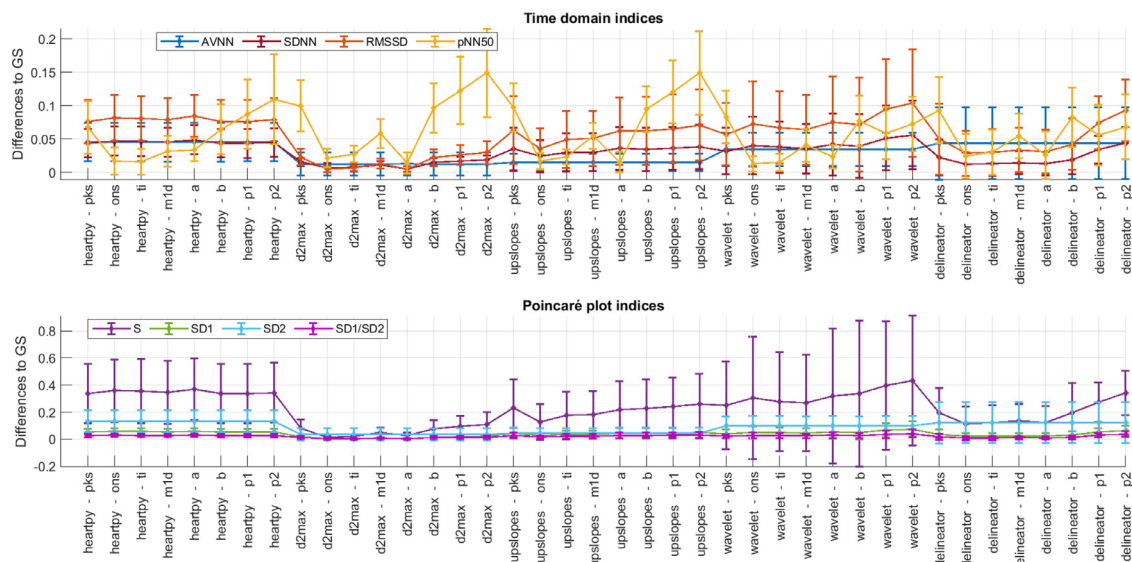 Time domain indices
AVNN SDNN RMSSD pNN50
Differences to GS
0.2
0.15
0.1
0.05
0
heartpy - pks
heartpy - ons
heartpy - ti
heartpy - m1d
heartpy - a
heartpy - b
heartpy - p1
heartpy - p2
d2max - pks
d2max - ons
d2max - ti
d2max - m1d
d2max - a
d2max - b
d2max - p1
d2max - p2
upslopes - pks
upslopes - ons
upslopes - ti
upslopes - m1d
upslopes - a
upslopes - b
upslopes - p1
upslopes - p2
wavelet - pks
wavelet - ons
wavelet - ti
wavelet - m1d
wavelet - a
wavelet - b
wavelet - p1
wavelet - p2
delineator - pks
delineator - ons
delineator - ti
delineator - m1d
delineator - a
delineator - b
delineator - p1
delineator - p2
Poincaré plot indices
S SD1 SD2 SD1/SD2
Differences to GS
0.8
0.6
0.4
0.2
0
-0.2
heartpy - pks
heartpy - ons
heartpy - ti
heartpy - m1d
heartpy - a
heartpy - b
heartpy - p1
heartpy - p2
d2max - pks
d2max - ons
d2max - ti
d2max - m1d
d2max - a
d2max - b
d2max - p1
d2max - p2
upslopes - pks
upslopes - ons
upslopes - ti
upslopes - m1d
upslopes - a
upslopes - b
upslopes - p1
upslopes - p2
wavelet - pks
wavelet - ons
wavelet - ti
wavelet - m1d
wavelet - a
wavelet - b
wavelet - p1
wavelet - p2
delineator - pks
delineator - ons
delineator - ti
delineator - m1d
delineator - a
delineator - b
delineator - p1
delineator - p2